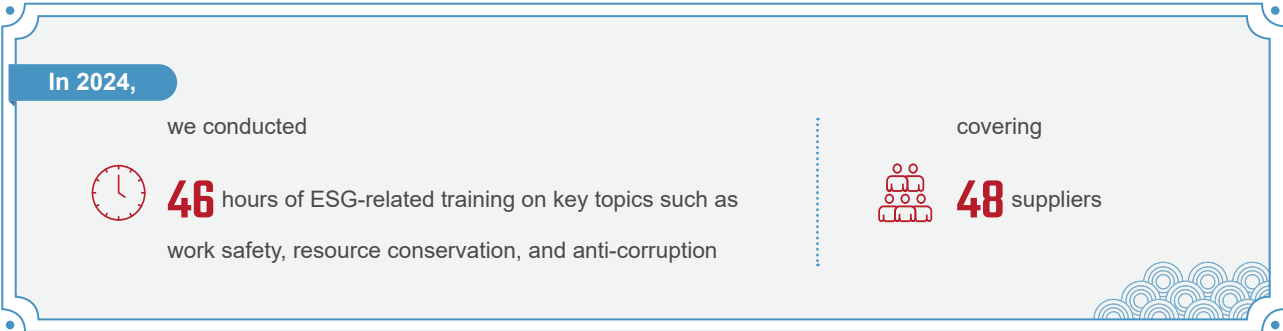 In 2024,
we conducted
46 hours of ESG-related training on key topics such as
work safety, resource conservation, and anti-corruption
covering
48 suppliers